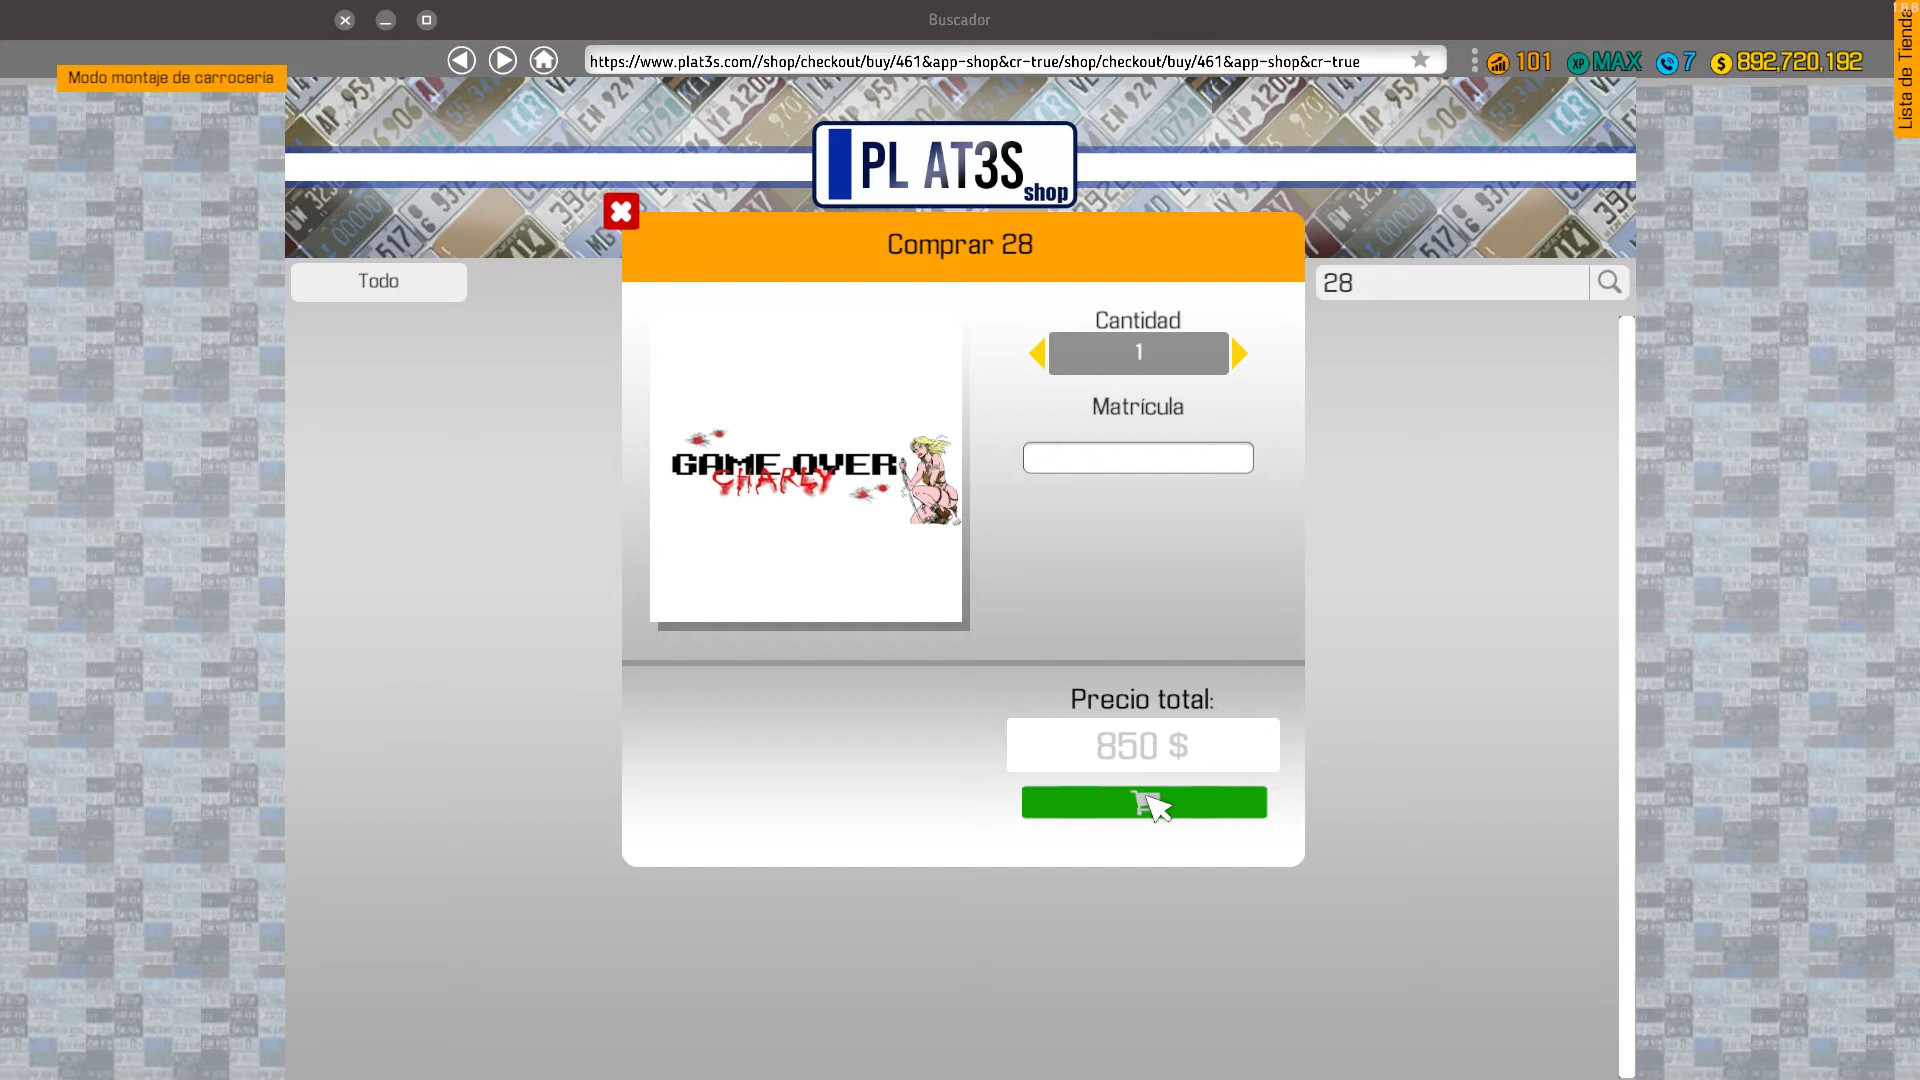 Buscador
https://www.plat3s.com//shop/checkout/buy/461&app-shop&cr-true/shop/checkout/buy/461&app-shop&cr-true
101
XP MAX
7
$ 892,720,192
Modo montaje de carrocería
Lista de Tienda
PL AT3S
shop
Comprar 28
Todo
28
Cantidad
1
Matrícula
GAME OVER
CHARLY
Precio total:
850 $